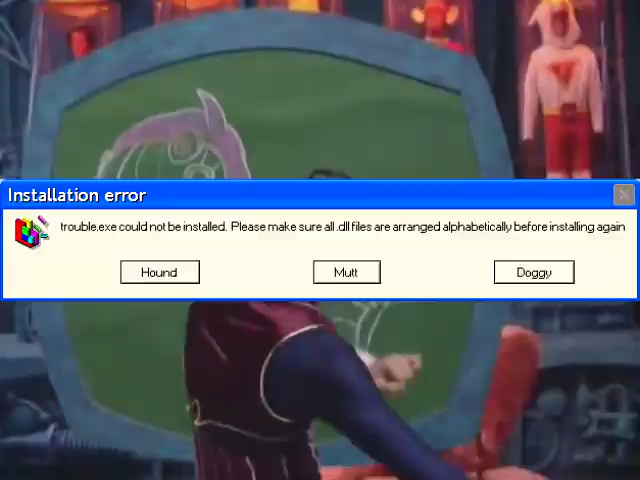 Installation error
trouble.exe could not be installed. Please make sure all .dll files are arranged alphabetically before installing again
Hound
Mutt
Doggy